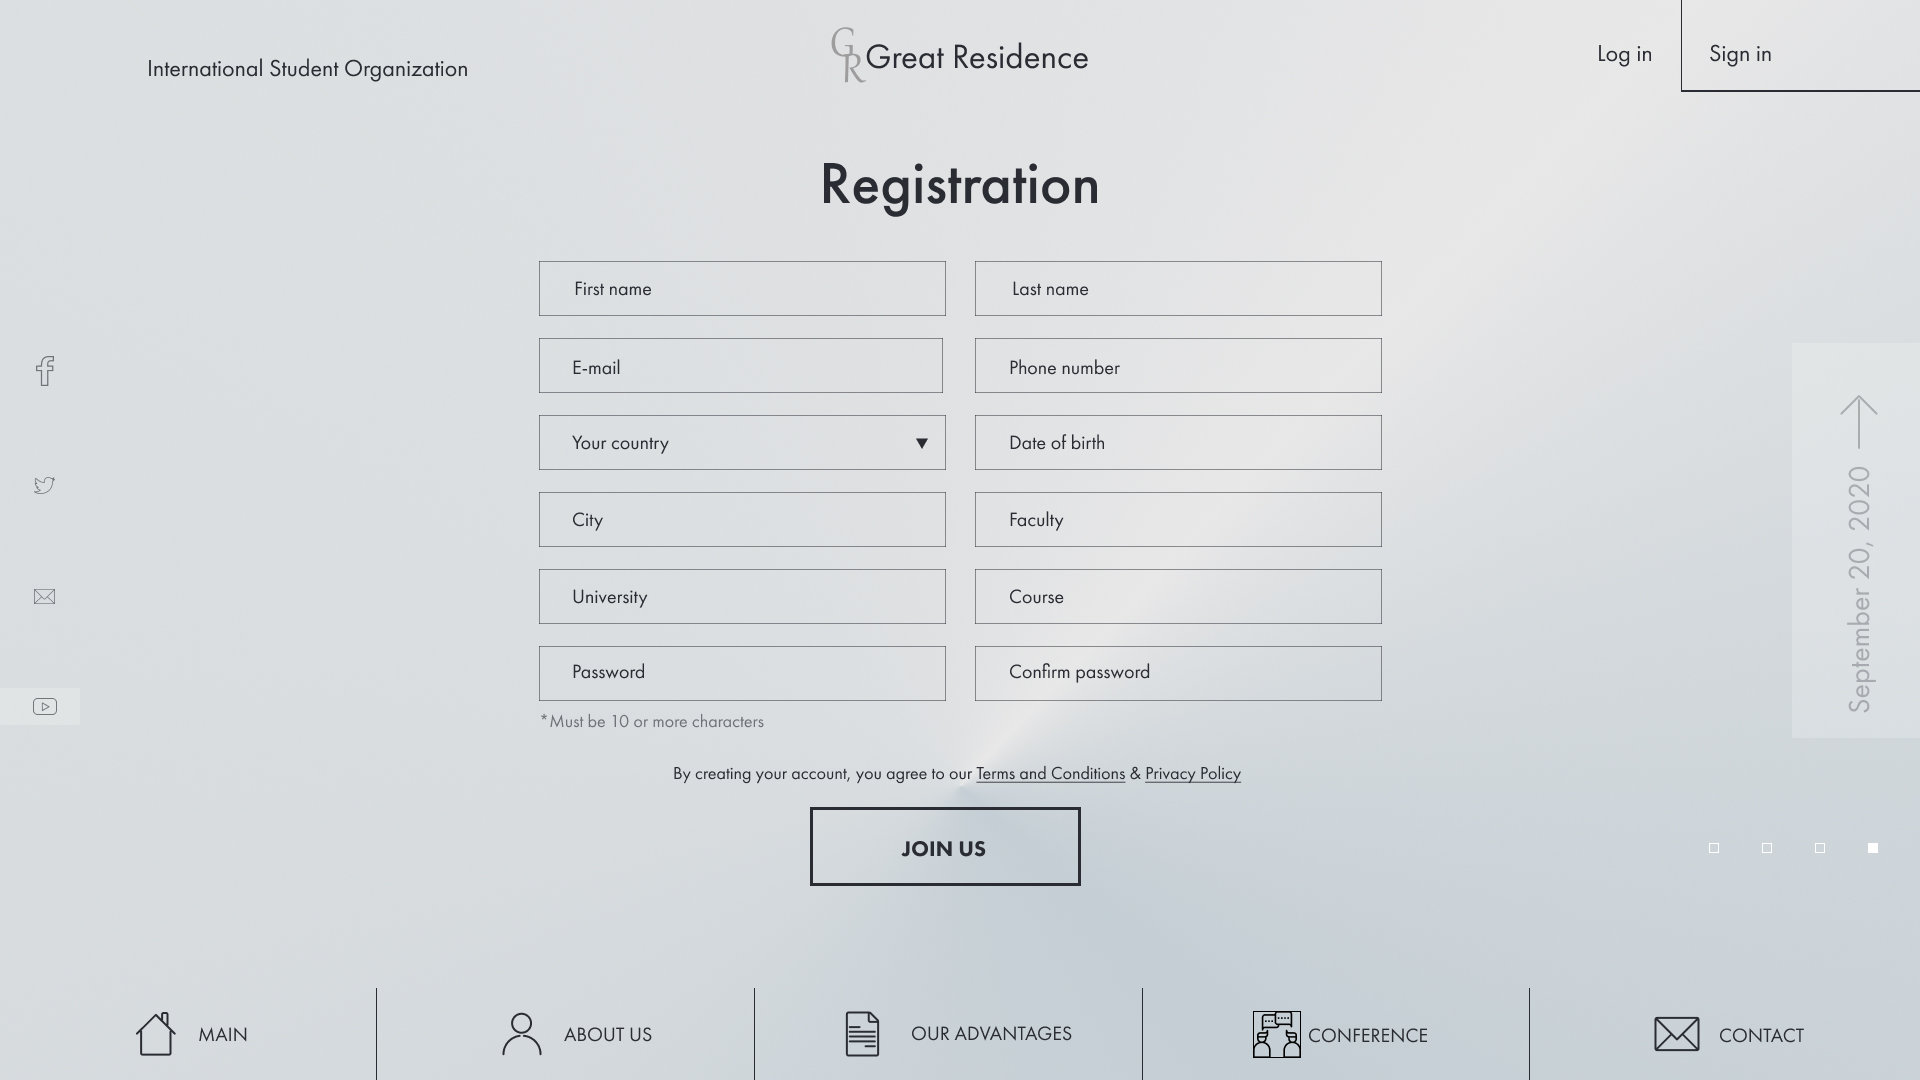 International Student Organization
GR Great Residence
Log in
Sign in
Registration
First name
Last name
E-mail
Phone number
Your country
Date of birth
City
Faculty
University
Course
Password
Confirm password
*Must be 10 or more characters
By creating your account, you agree to our Terms and Conditions & Privacy Policy
JOIN US
September 20, 2020
MAIN
ABOUT US
OUR ADVANTAGES
CONFERENCE
CONTACT